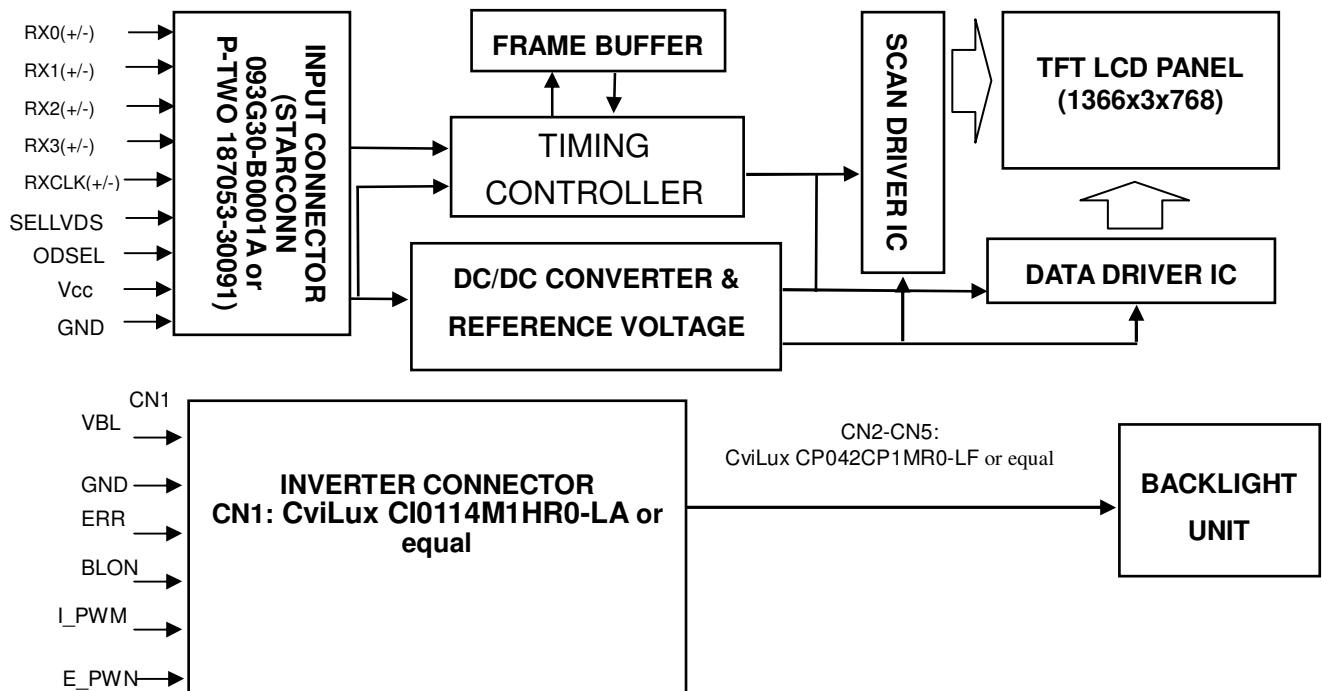 RX0(+/-)
RX1(+/-)
RX2(+/-)
RX3(+/-)
RXCLK(+/-)
SELLVDS
ODSEL
Vcc
GND
INPUT CONNECTOR
(STARCONN
093G30-B0001A or
P-TWO 187053-30091)
FRAME BUFFER
TIMING
CONTROLLER
DC/DC CONVERTER &
REFERENCE VOLTAGE
SCAN DRIVER IC
TFT LCD PANEL
(1366x3x768)
DATA DRIVER IC
CN1
VBL
GND
ERR
BLON
I_PWM
E_PWN
INVERTER CONNECTOR
CN1: CviLux CI0114M1HR0-LA or
equal
CN2-CN5:
CviLux CP042CP1MR0-LF or equal
BACKLIGHT
UNIT